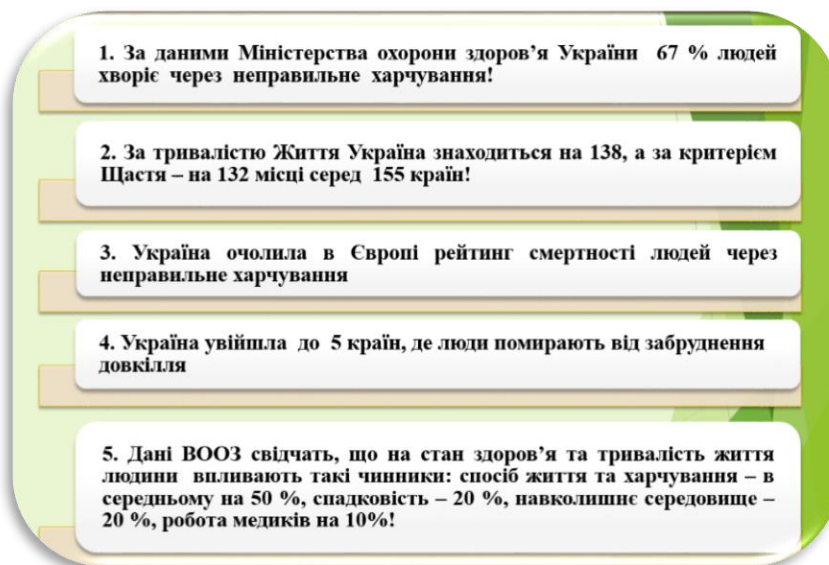 1. За даними Міністерства охорони здоров’я України 67 % людей
хворіє через неправильне харчування!
2. За тривалістю Життя Україна знаходиться на 138, а за критерієм
Щастя – на 132 місці серед 155 країн!
3. Україна очолила в Європі рейтинг смертності людей через
неправильне харчування
4. Україна увійшла до 5 країн, де люди помирають від забруднення
довкілля
5. Дані ВООЗ свідчать, що на стан здоров’я та тривалість життя
людини впливають такі чинники: спосіб життя та харчування – в
середньому на 50 %, спадковість – 20 %, навколишнє середовище –
20 %, робота медиків на 10%!